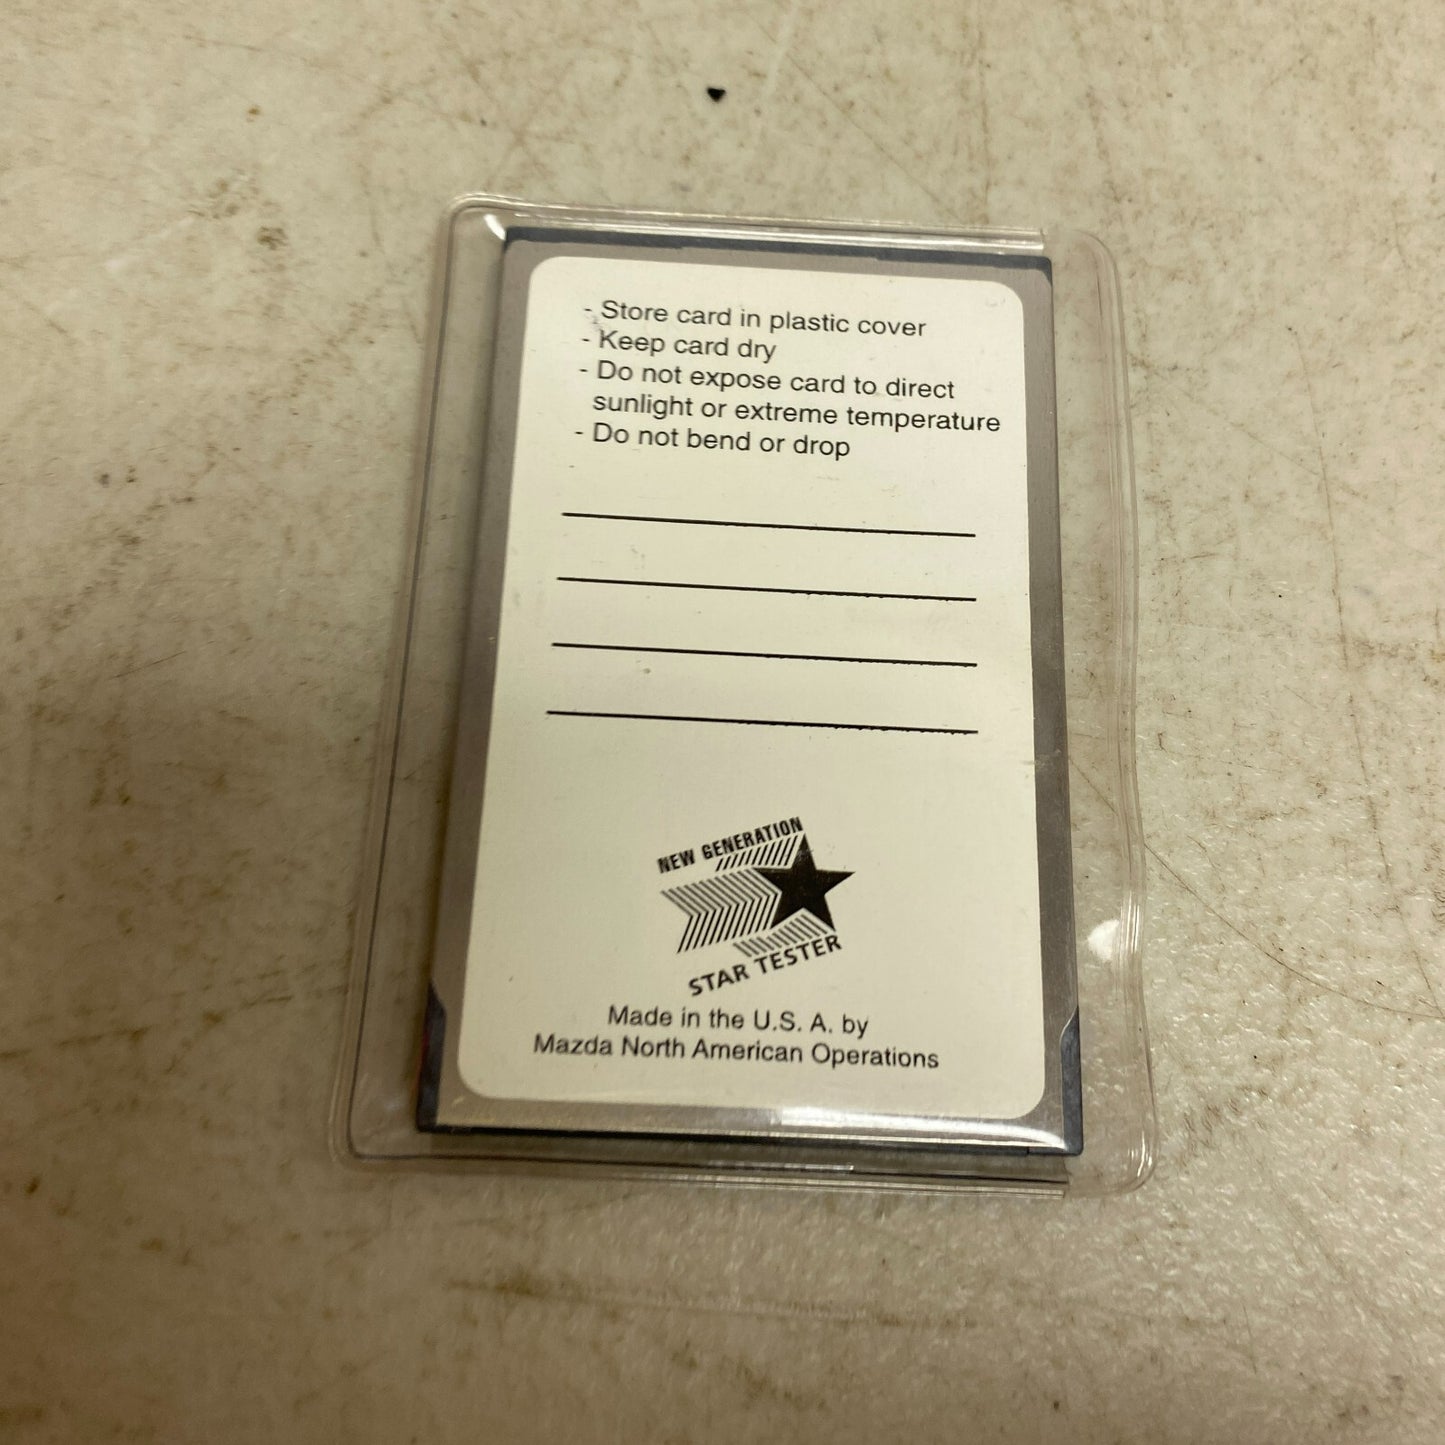 - Store card in plastic cover
- Keep card dry
- Do not expose card to direct
sunlight or extreme temperature
- Do not bend or drop
NEW GENERATION
STAR TESTER
Made in the U.S. A. by
Mazda North American Operations